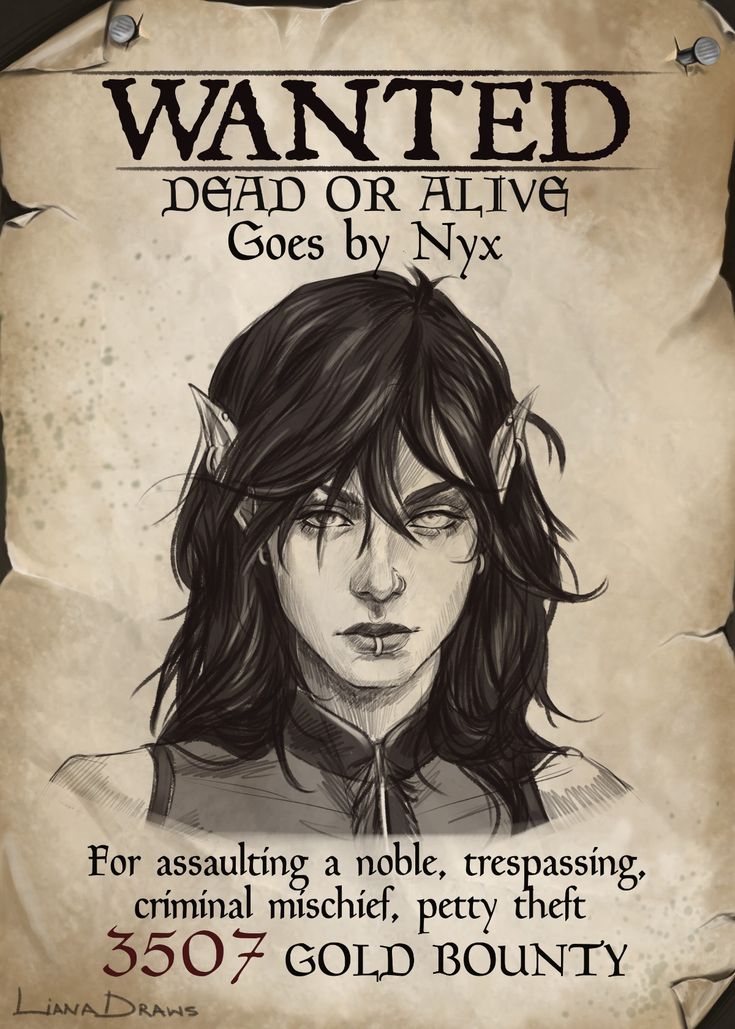 WANTED
DEAD OR ALIVE
Goes by Nyx
For assaulting a noble, trespassing,
criminal mischief, petty theft
3507 GOLD BOUNTY
LIANADRAWS